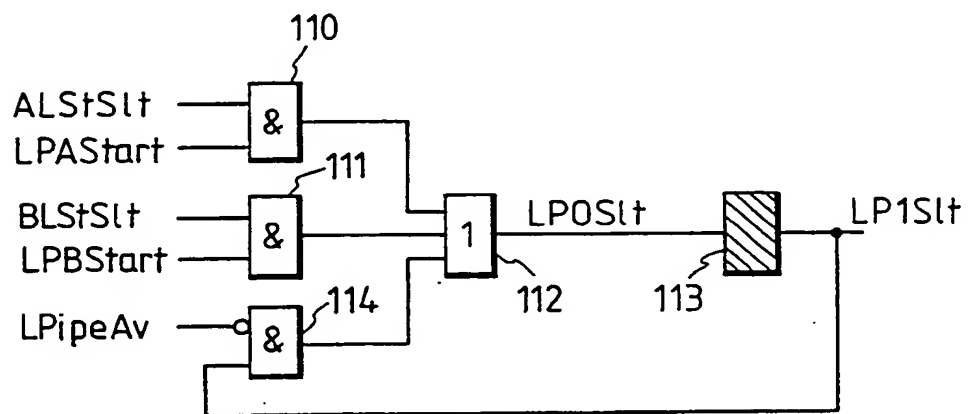 110
ALStSlt
&
LPAStart
111
BLStSlt
&
LPBStart
1
LP0Slt
LP1Slt
112
113
114
LPipeAv
&